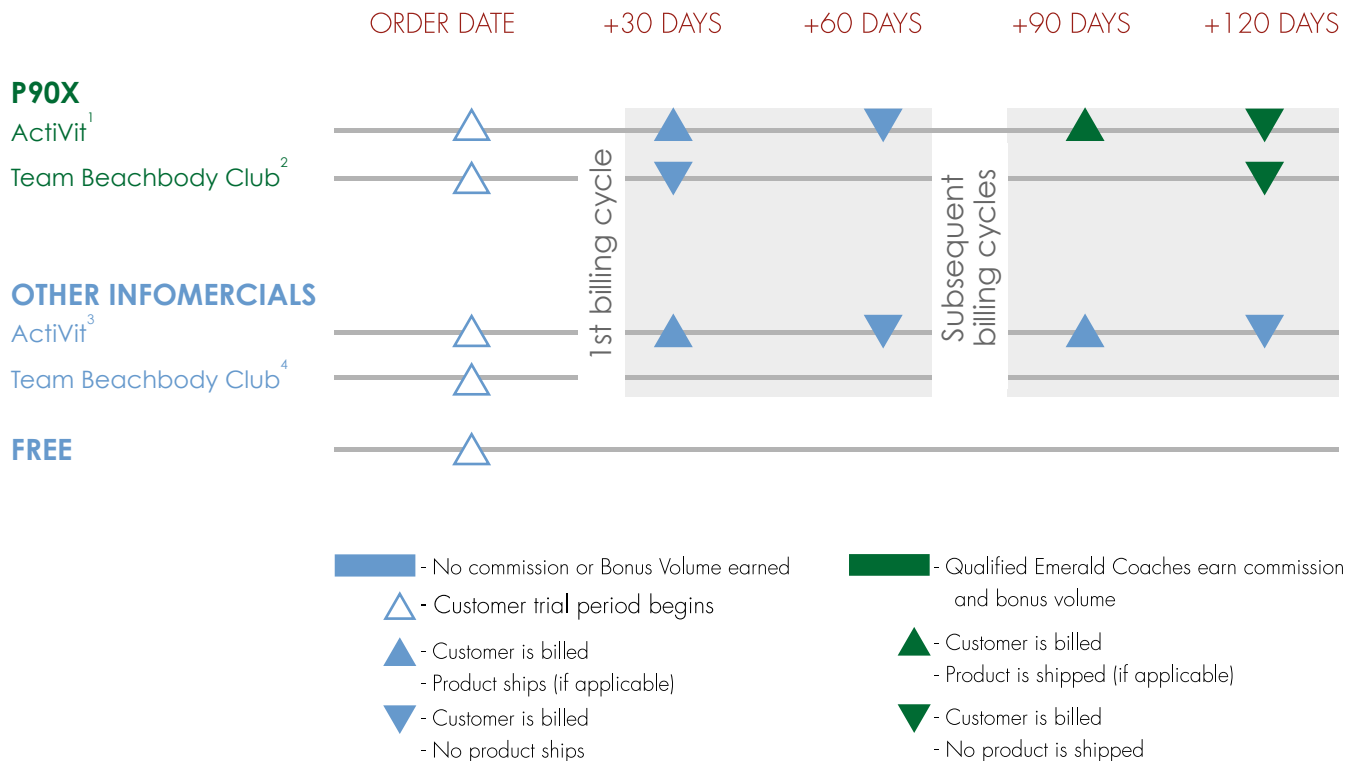 ORDER DATE +30 DAYS +60 DAYS +90 DAYS +120 DAYS
P90X
ActiVit1
Team Beachbody Club2
1st billing cycle
Subsequent
billing cycles
OTHER INFOMERCIALS
ActiVit3
Team Beachbody Club4
FREE
- No commission or Bonus Volume earned
- Customer trial period begins
- Customer is billed
- Product ships (if applicable)
- Customer is billed
- No product ships
- Qualified Emerald Coaches earn commission
and bonus volume
- Customer is billed
- Product is shipped (if applicable)
- Customer is billed
- No product is shipped